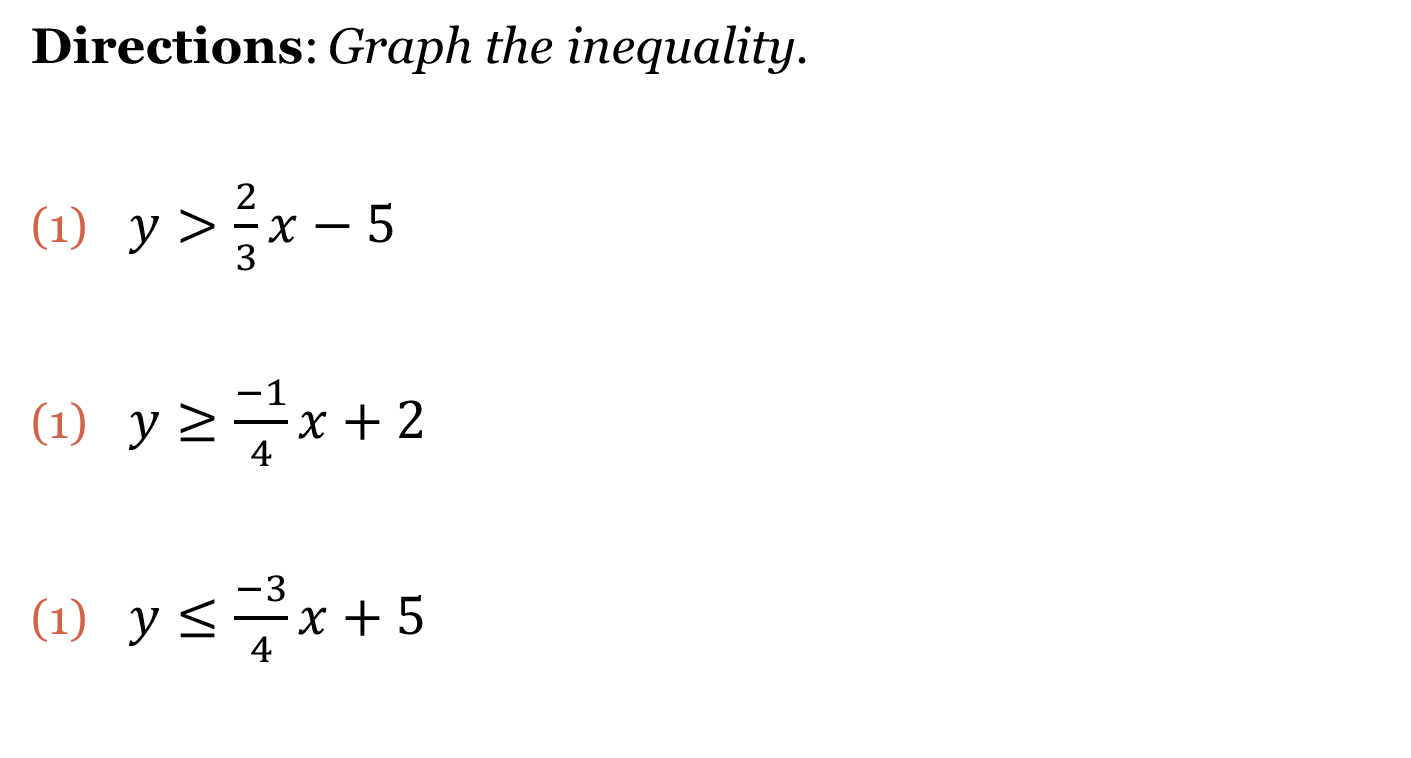 Directions: Graph the inequality.
(1) y > 2/3 x − 5
(1) y ≥ −1/4 x + 2
(1) y ≤ −3/4 x + 5